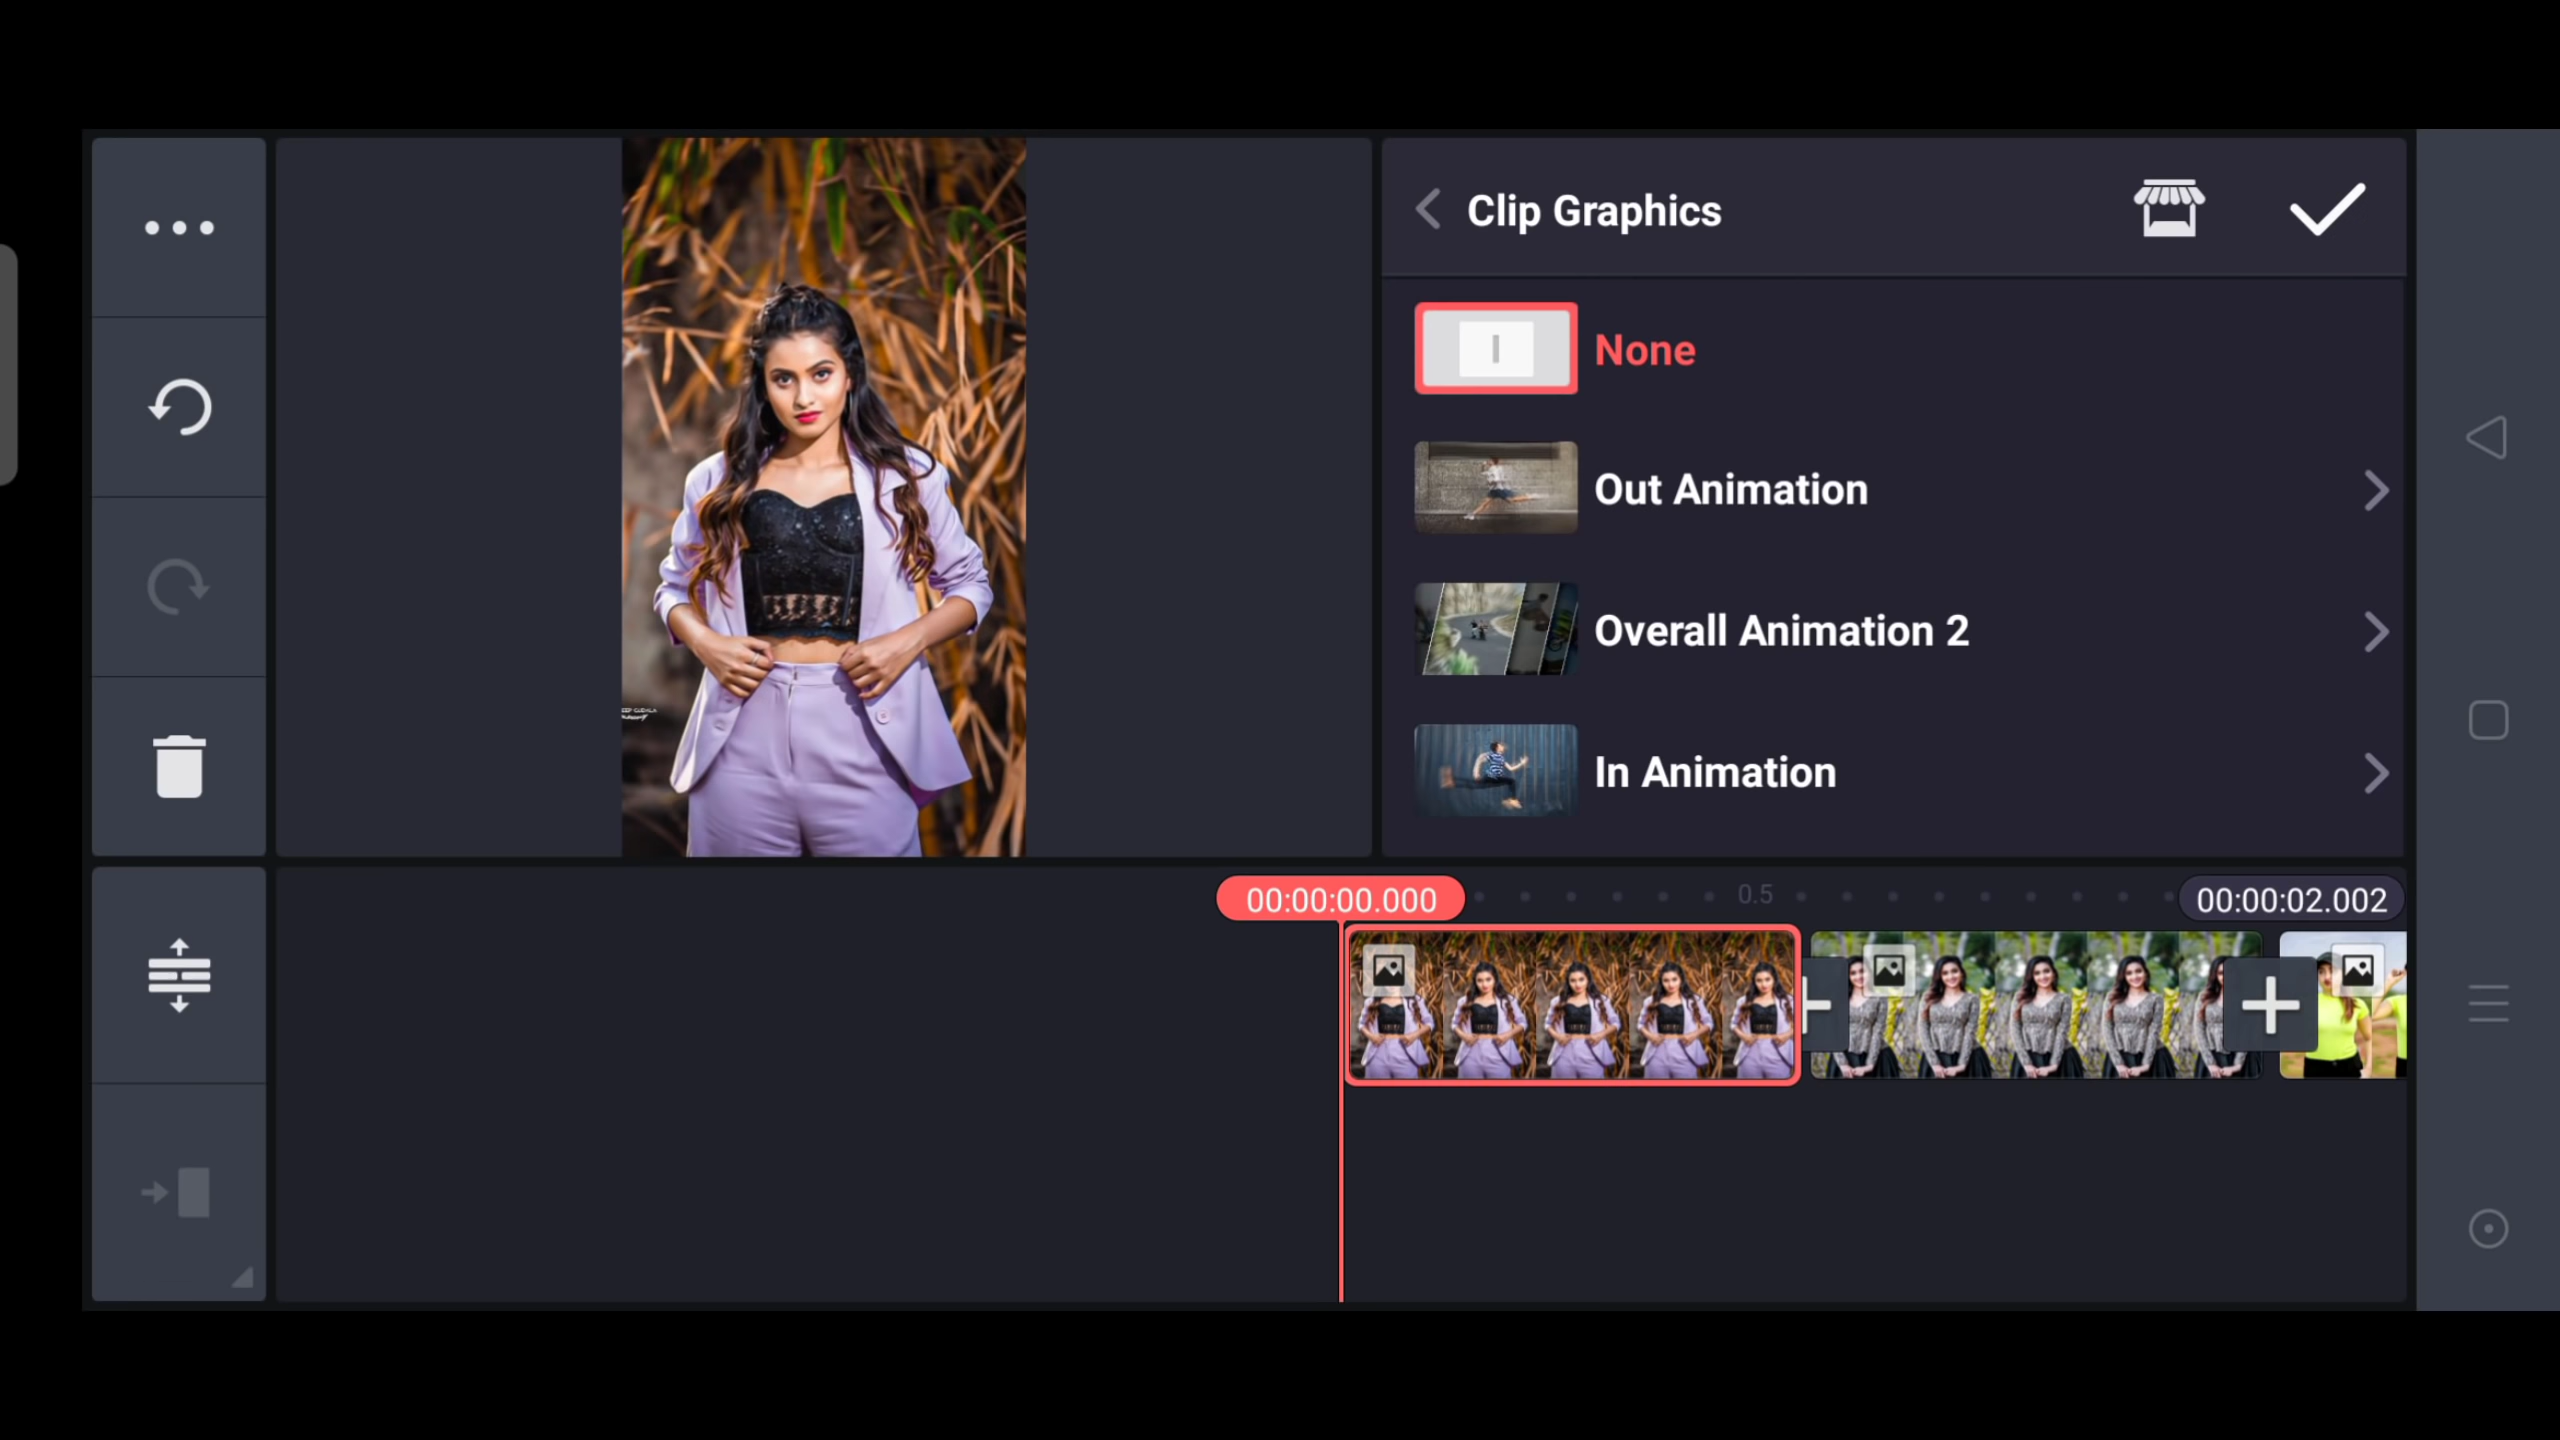 Clip Graphics
None
Out Animation
Overall Animation 2
In Animation
00:00:00.000
0.5
00:00:02.002